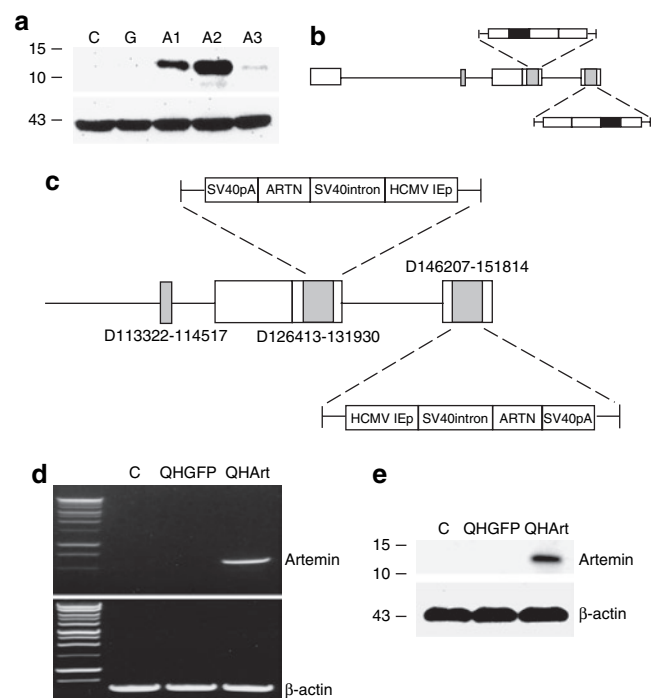 a
C G A1 A2 A3
15
10
43
b
c
SV40pA ARTN SV40intron HCMV IEp
D146207-151814
D113322-114517 D126413-131930
HCMV IEp SV40intron ARTN SV40pA
d
C QHGFP QHArt
Artemin
β-actin
e
C QHGFP QHArt
15
Artemin
10
43
β-actin